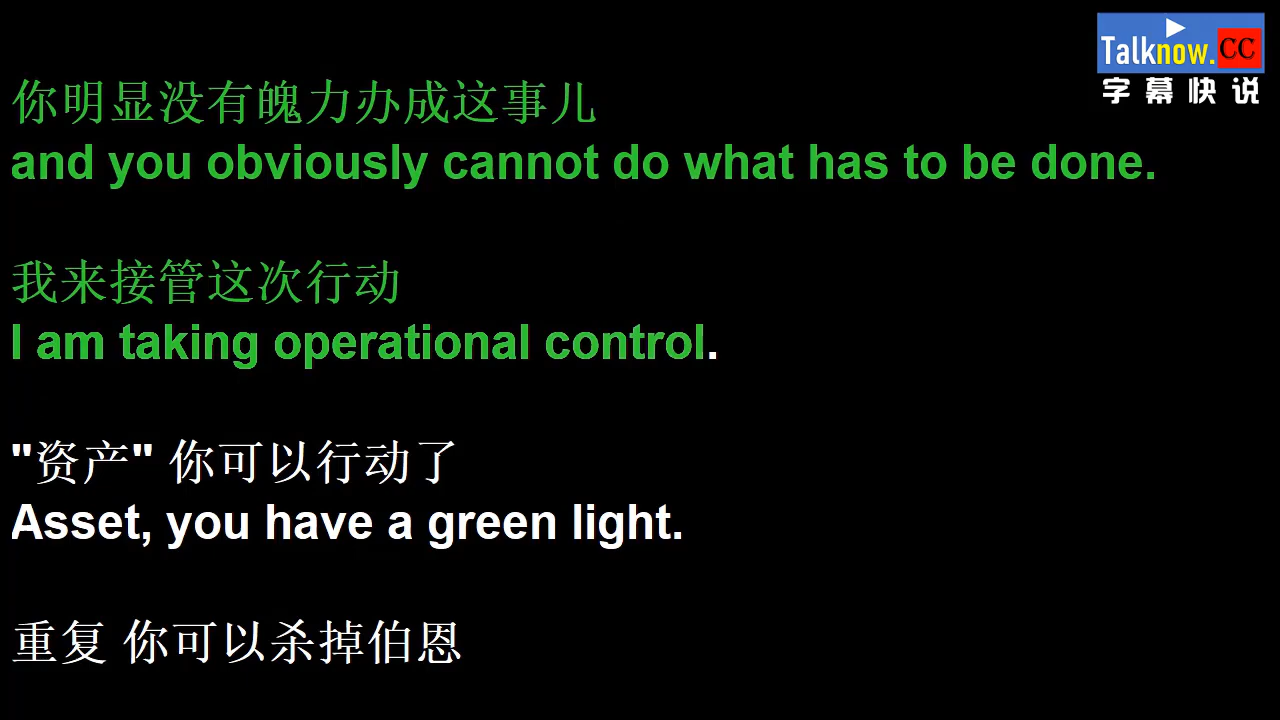 Talknow.CC
字幕快说
你明显没有魄力办成这事儿
and you obviously cannot do what has to be done.
我来接管这次行动
I am taking operational control.
"资产" 你可以行动了
Asset, you have a green light.
重复 你可以杀掉伯恩